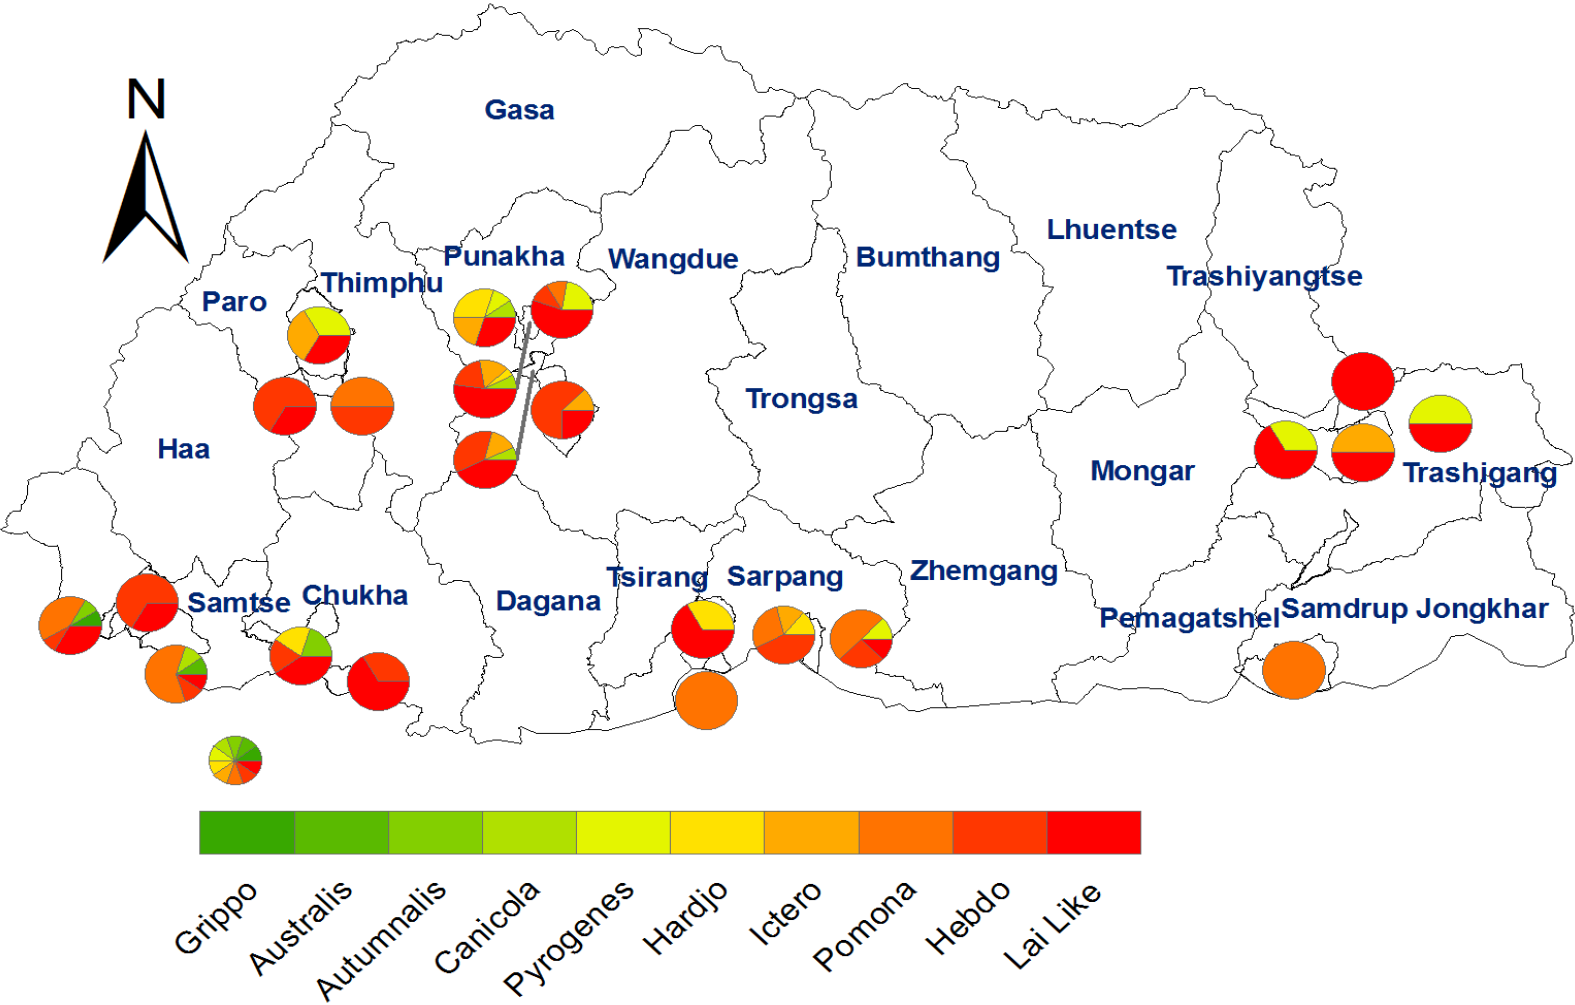 N
Gasa
Punakha
Wangdue
Bumthang
Lhuentse
Trashiyangtse
Thimphu
Paro
Haa
Trongsa
Mongar
Trashigang
Samtse
Chukha
Dagana
Tsirang
Sarpang
Zhemgang
Pemagatshel
Samdrup Jongkhar
Grippo
Australis
Autumnalis
Canicola
Pyrogenes
Hardjo
Ictero
Pomona
Hebdo
Lai Like